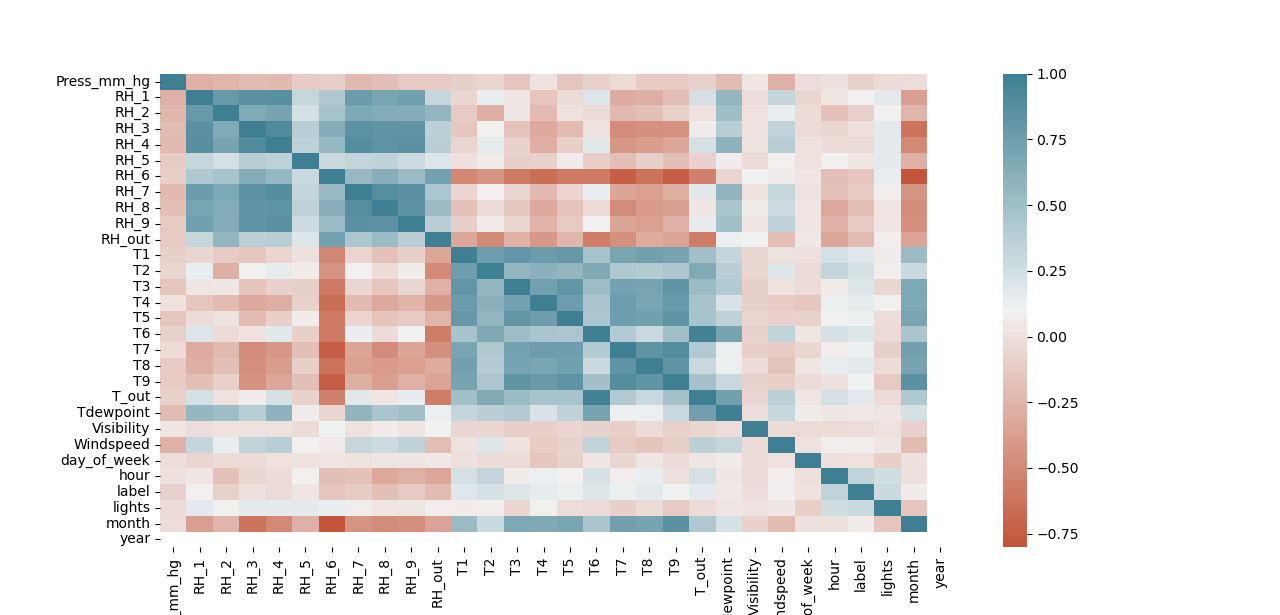 Press_mm_hg
RH_1
RH_2
RH_3
RH_4
RH_5
RH_6
RH_7
RH_8
RH_9
RH_out
T1
T2
T3
T4
T5
T6
T7
T8
T9
T_out
Tdewpoint
Visibility
Windspeed
day_of_week
hour
label
lights
month
year
_mm_hg
RH_1
RH_2
RH_3
RH_4
RH_5
RH_6
RH_7
RH_8
RH_9
RH_out
T1
T2
T3
T4
T5
T6
T7
T8
T9
T_out
ewpoint
Visibility
ndspeed
of_week
hour
label
lights
month
year
1.00
0.75
0.50
0.25
0.00
−0.25
−0.50
−0.75